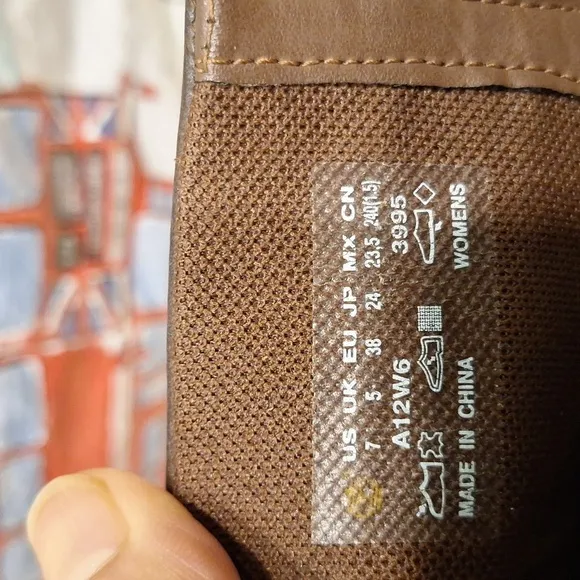 US UK EU JP MX CN
7 5 38 24 23,5 240(1.5)
A12W6 3995
MADE IN CHINA WOMENS